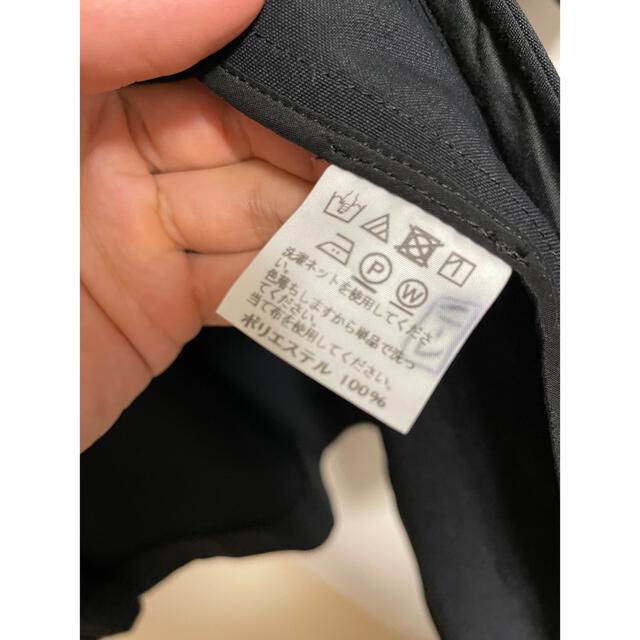 P W
洗濯ネットを使用してくださ
い。
色落ちしますから単品で洗っ
てください。
当て布を使用してください。
ポリエステル 100%